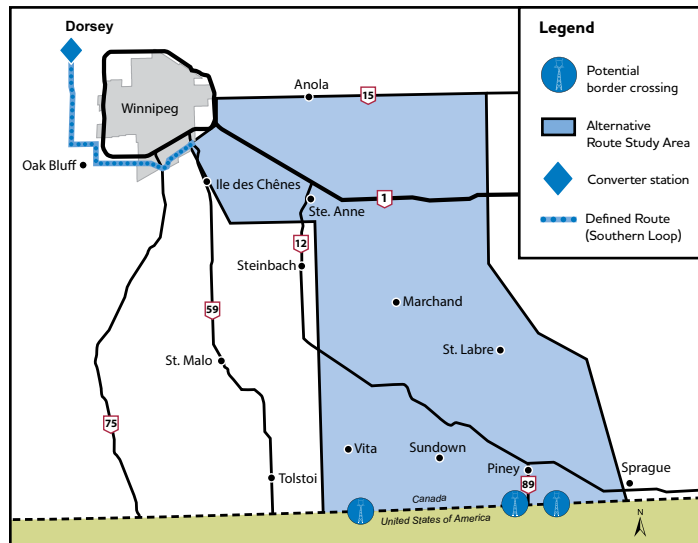 Dorsey
Winnipeg
Oak Bluff
Anola
15
Ile des Chênes
Ste. Anne
1
12
Steinbach
59
Marchand
St. Labre
St. Malo
75
Vita
Sundown
Piney
89
Sprague
Tolstoi
Canada
United States of America
N
Legend
Potential
border crossing
Alternative
Route Study Area
Converter station
Defined Route
(Southern Loop)